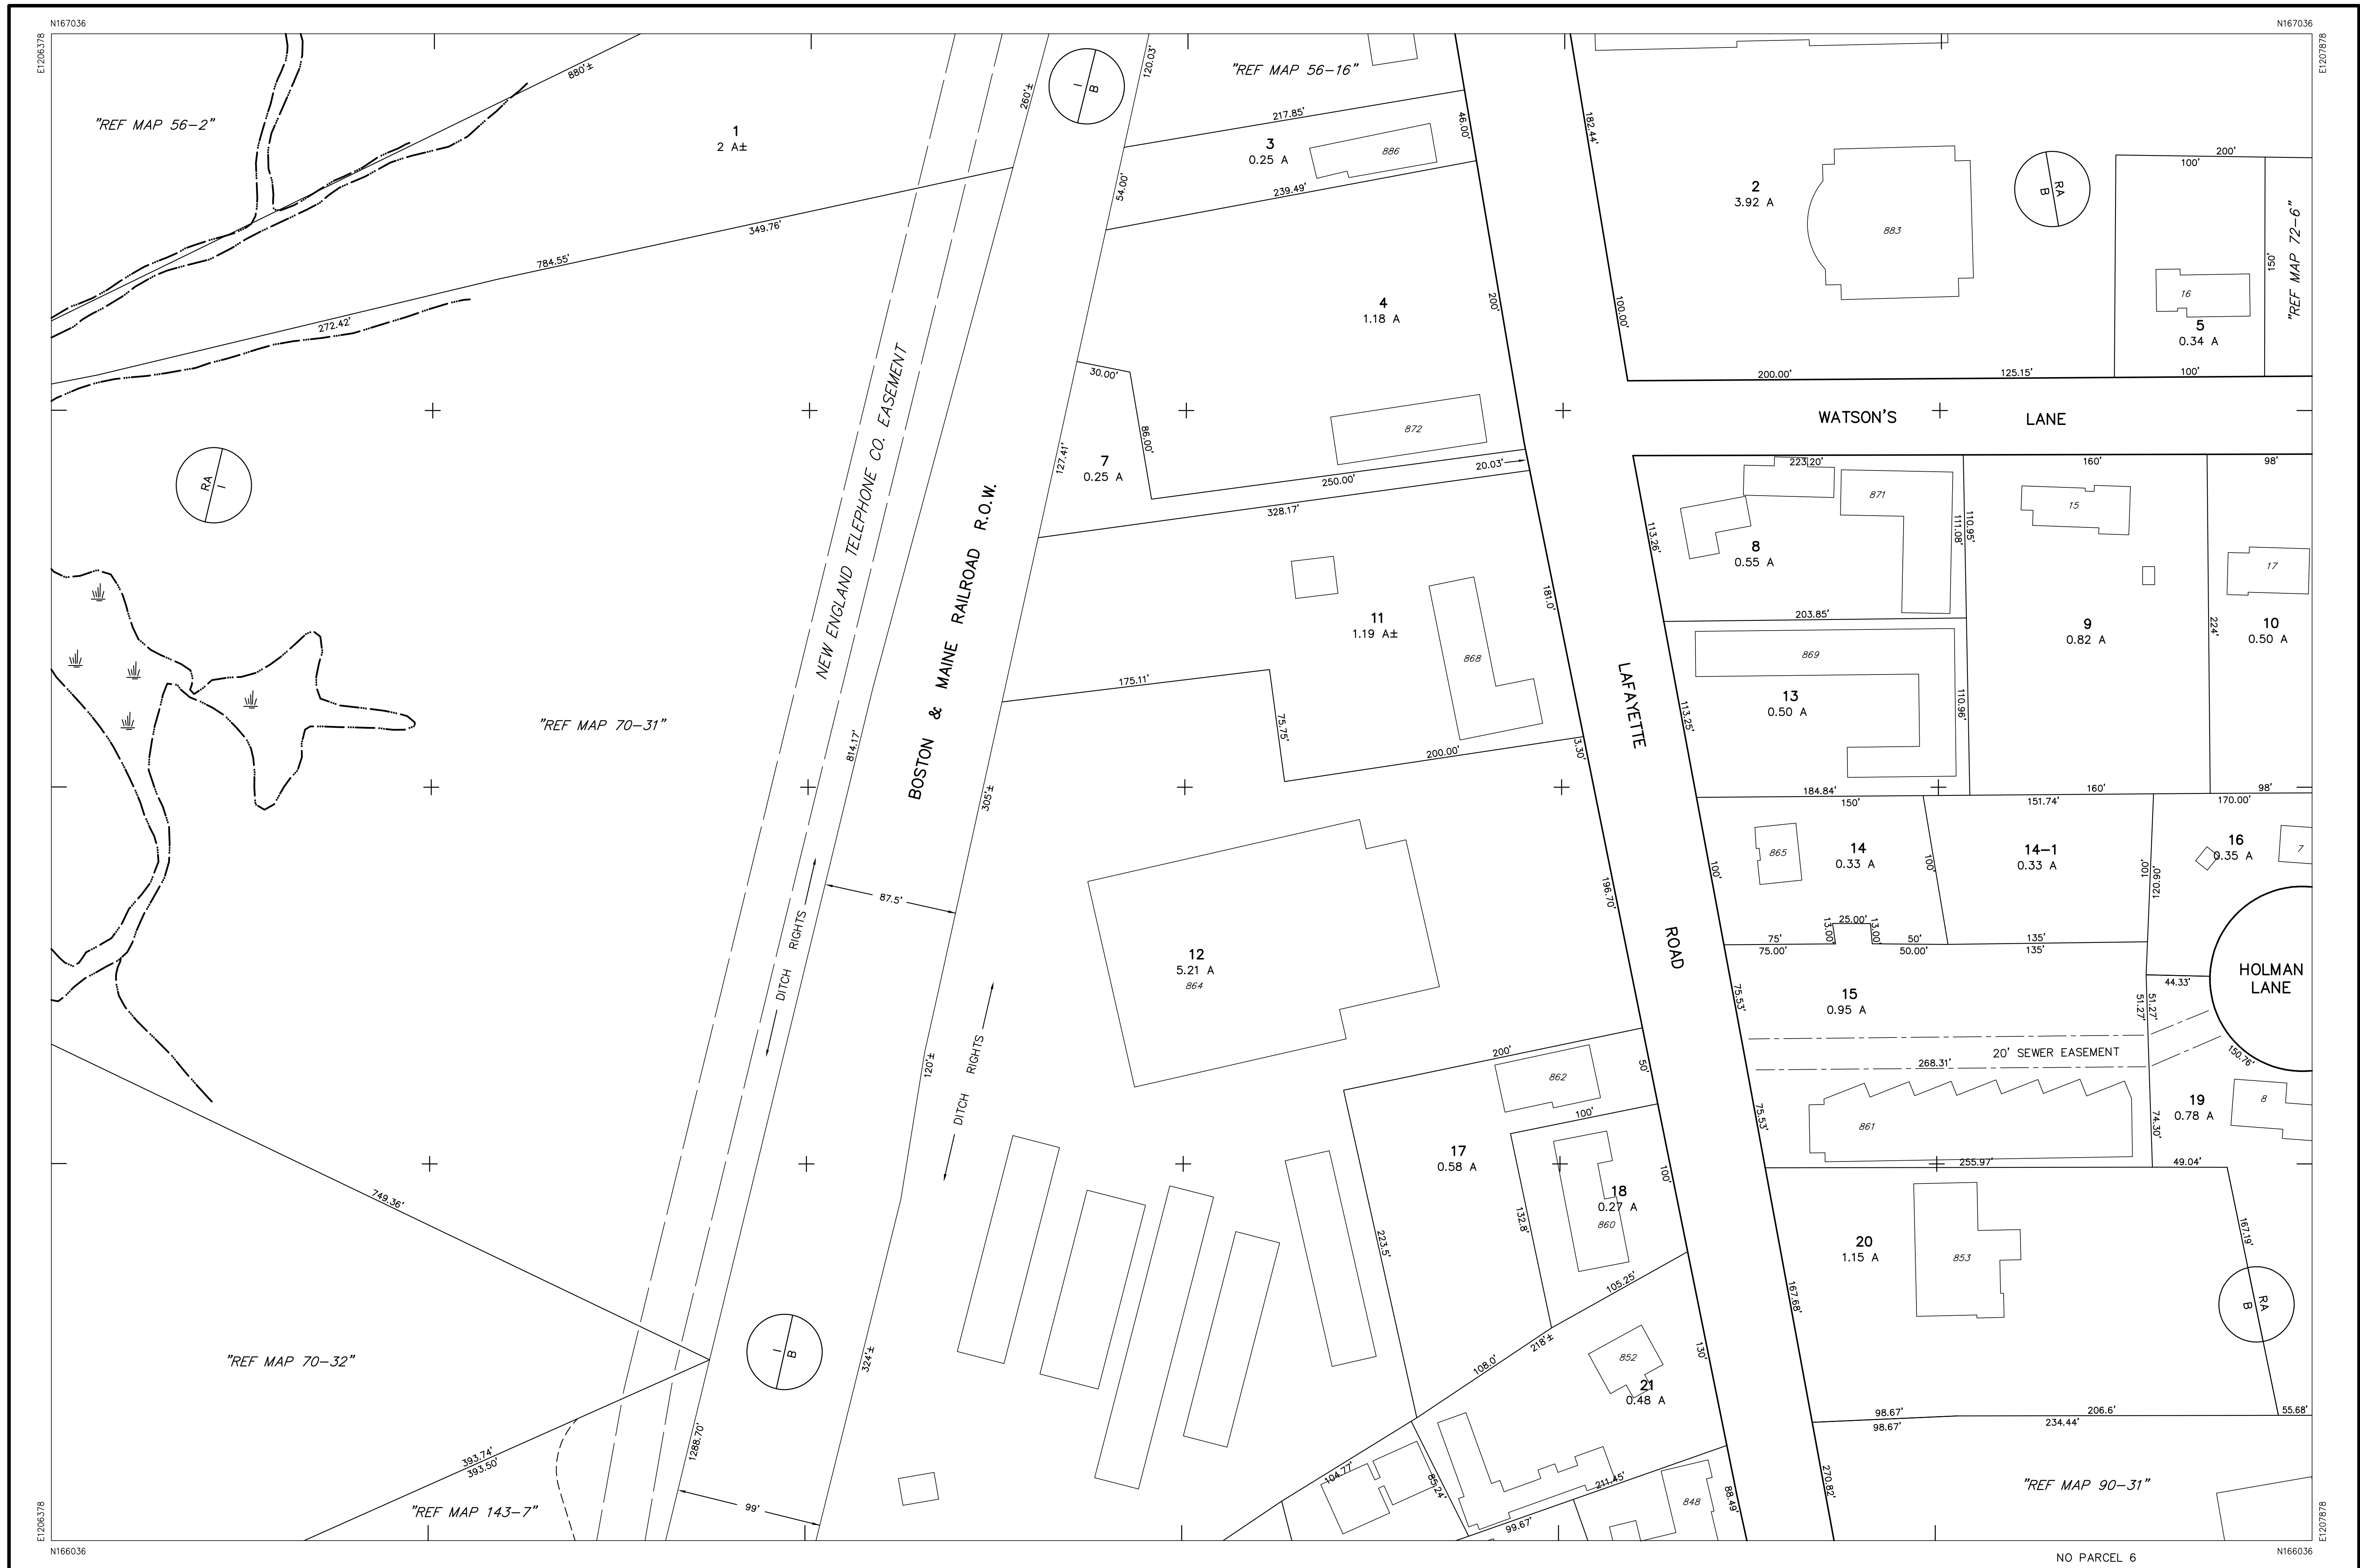 N167036
N167036
E1206378
E1207878
"REF MAP 56-2"
880'±
1
2 A±
260'±
I
B
120.03'
"REF MAP 56-16"
217.85'
3
0.25 A
886
46.00'
239.49'
54.00'
182.44'
2
3.92 A
883
B
RA
200'
100'
150'
"REF MAP 72-6"
16
5
0.34 A
349.76'
784.55'
272.42'
4
1.18 A
200'
100.00'
200.00'
125.15'
100'
30.00'
86.00'
127.41'
7
0.25 A
872
20.03'
250.00'
328.17'
WATSON'S LANE
RA
I
NEW ENGLAND TELEPHONE CO. EASEMENT
BOSTON & MAINE RAILROAD R.O.W.
223.20'
160'
98'
871
15
17
113.26'
8
0.55 A
111.08'
110.95'
203.85'
9
0.82 A
224'
10
0.50 A
11
1.19 A±
868
181.0'
175.11'
75.75'
200.00'
3.30'
LAFAYETTE
ROAD
869
13
0.50 A
113.25'
110.96'
184.84'
160'
98'
150'
151.74'
170.00'
"REF MAP 70-31"
814.17'
305'±
87.5'
DITCH RIGHTS
DITCH RIGHTS
865
14
0.33 A
100'
100'
14-1
0.33 A
100'
120.90'
16
0.35 A
7
12
5.21 A
864
196.70'
25.00'
13.00'
13.00'
75'
50'
135'
75.00'
50.00'
135'
HOLMAN
LANE
44.33'
15
0.95 A
75.53'
51.27'
51.27'
150.76'
20' SEWER EASEMENT
268.31'
120'±
200'
862
50'
100'
17
0.58 A
75.53'
861
74.30'
19
0.78 A
8
255.97'
49.04'
749.36'
223.5'
132.8'
18
0.27 A
860
100'
105.25'
20
1.15 A
853
167.68'
167.19'
B
RA
"REF MAP 70-32"
I
B
324'±
108.0'
218'±
852
21
0.48 A
130'
98.67'
206.6'
55.68'
98.67'
234.44'
393.74'
393.50'
1288.70'
"REF MAP 143-7"
99'
104.77'
85.24'
211.45'
99.67'
848
88.49'
270.82'
"REF MAP 90-31"
E1206378
E1207878
N166036
N166036
NO PARCEL 6